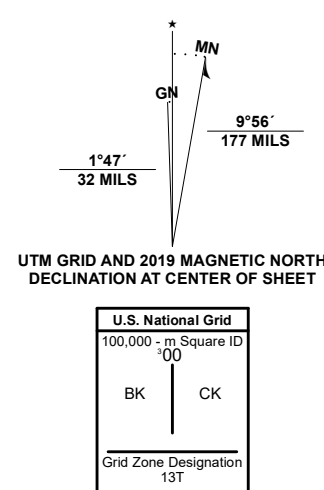 MN
GN
9°56´
177 MILS
1°47´
32 MILS
UTM GRID AND 2019 MAGNETIC NORTH
DECLINATION AT CENTER OF SHEET
U.S. National Grid
100,000 - m Square ID
³00
BK CK
Grid Zone Designation
13T